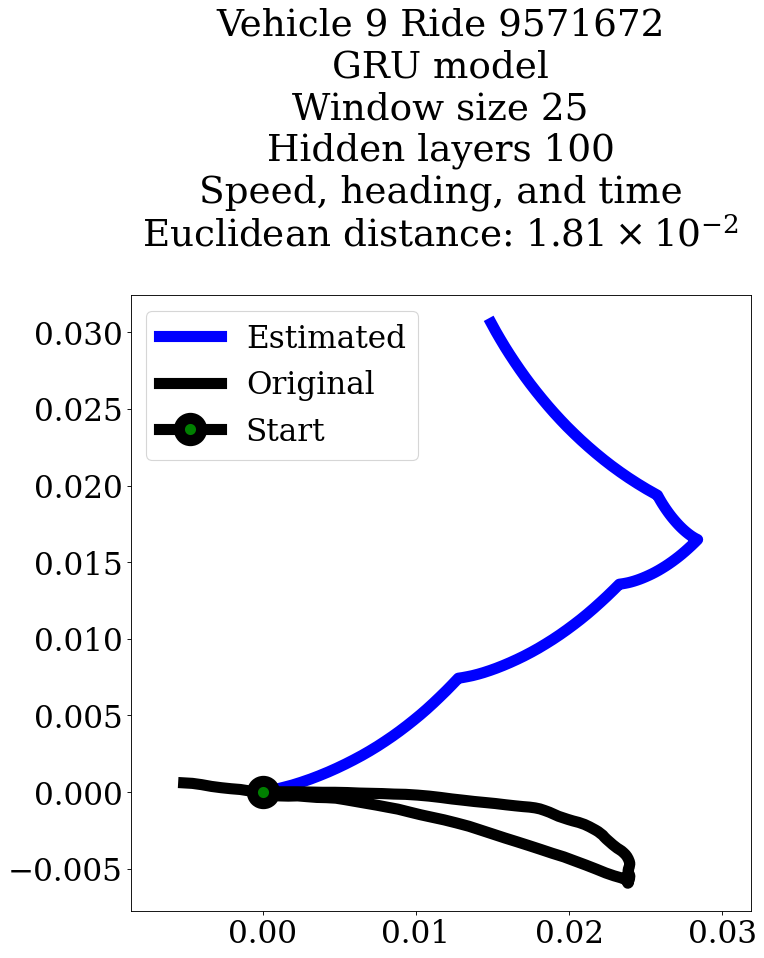 Vehicle 9 Ride 9571672
GRU model
Window size 25
Hidden layers 100
Speed, heading, and time
Euclidean distance: 1.81 × 10⁻²
Estimated
Original
Start
0.030
0.025
0.020
0.015
0.010
0.005
0.000
−0.005
0.00 0.01 0.02 0.03